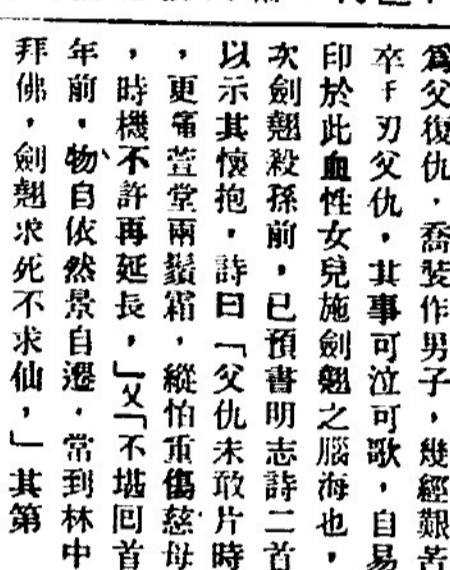 爲父復仇，喬裝作男子，幾經艱苦
卒手刃父仇，其事可泣可歌，自易
印於此血性女兒施劍翹之腦海也，
次劍翹殺孫前，已預書明志詩二首
以示其懷抱，詩曰「父仇未敢片時
，更痛萱堂兩鬢霜，縱怕重傷慈母
，時機不許再延長，」又「不堪回首
年前，物自依然景自遷，常到林中
拜佛，劍翹求死不求仙，」其第